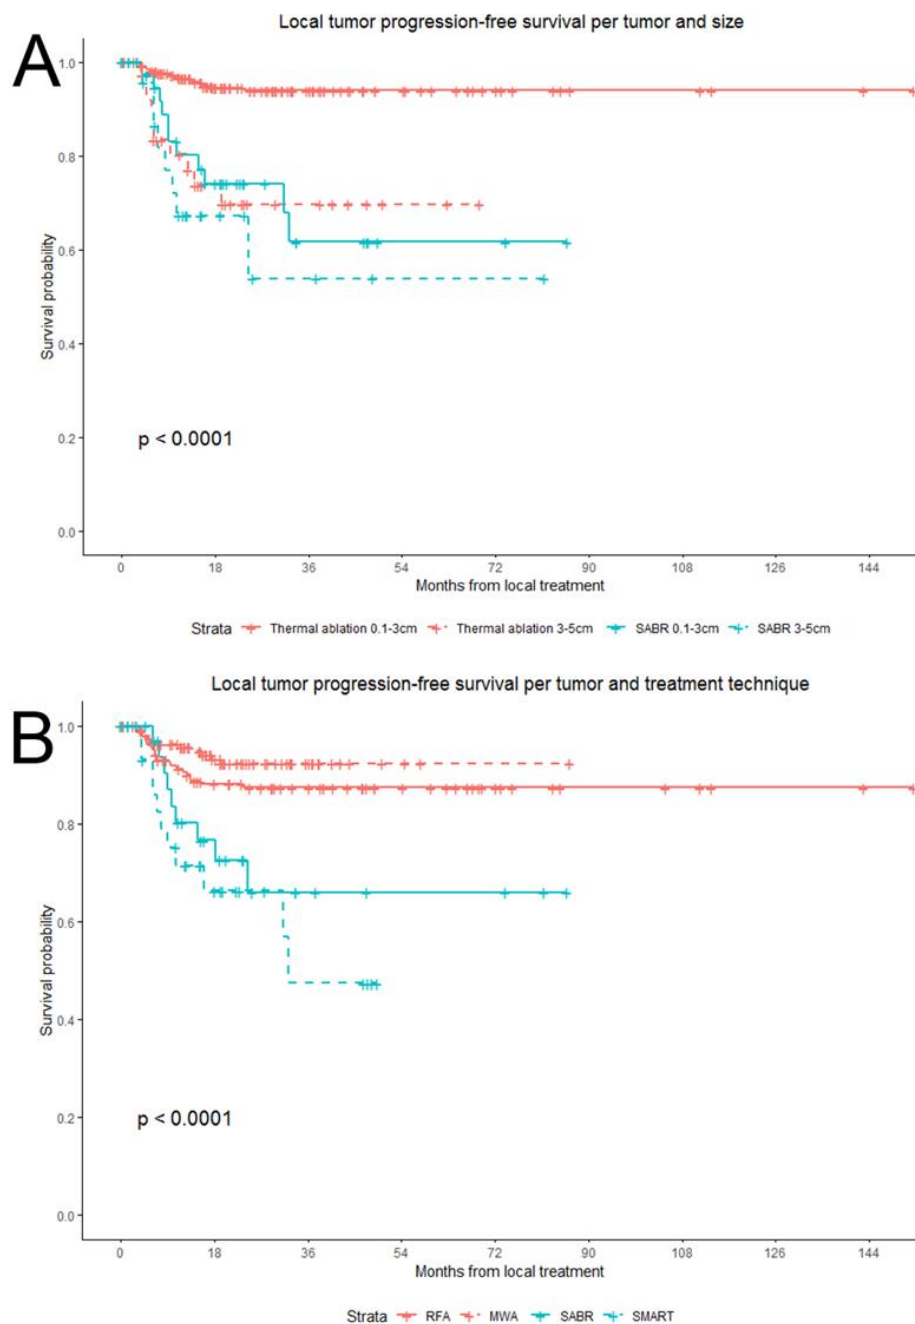 Local tumor progression-free survival per tumor and size
A
1.0
0.8
0.6
0.4
0.2
0.0
Survival probability
p < 0.0001
0 18 36 54 72 90 108 126 144
Months from local treatment
Strata Thermal ablation 0.1-3cm Thermal ablation 3-5cm SABR 0.1-3cm SABR 3-5cm
Local tumor progression-free survival per tumor and treatment technique
B
1.0
0.8
0.6
0.4
0.2
0.0
Survival probability
p < 0.0001
0 18 36 54 72 90 108 126 144
Months from local treatment
Strata RFA MWA SABR SMART